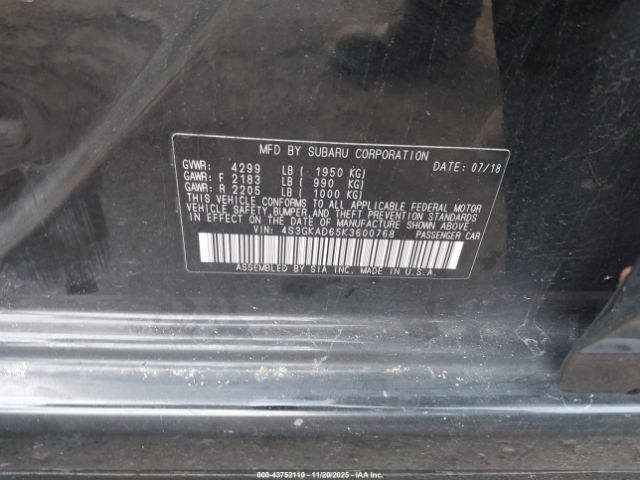 MFD BY SUBARU CORPORATION DATE: 07/18
GVWR: 4299 LB ( 1950 KG)
GAWR: F 2183 LB ( 990 KG)
GAWR: R 2205 LB ( 1000 KG)
THIS VEHICLE CONFORMS TO ALL APPLICABLE FEDERAL MOTOR
VEHICLE SAFETY, BUMPER AND THEFT PREVENTION STANDARDS
IN EFFECT ON THE DATE OF MANUFACTURE SHOWN ABOVE.
VIN: 4S3GKAD65K3600768 PASSENGER CAR
ASSEMBLED BY SIA INC. MADE IN U.S.A.
000-43752110 - 11/20/2025 - IAA Inc.